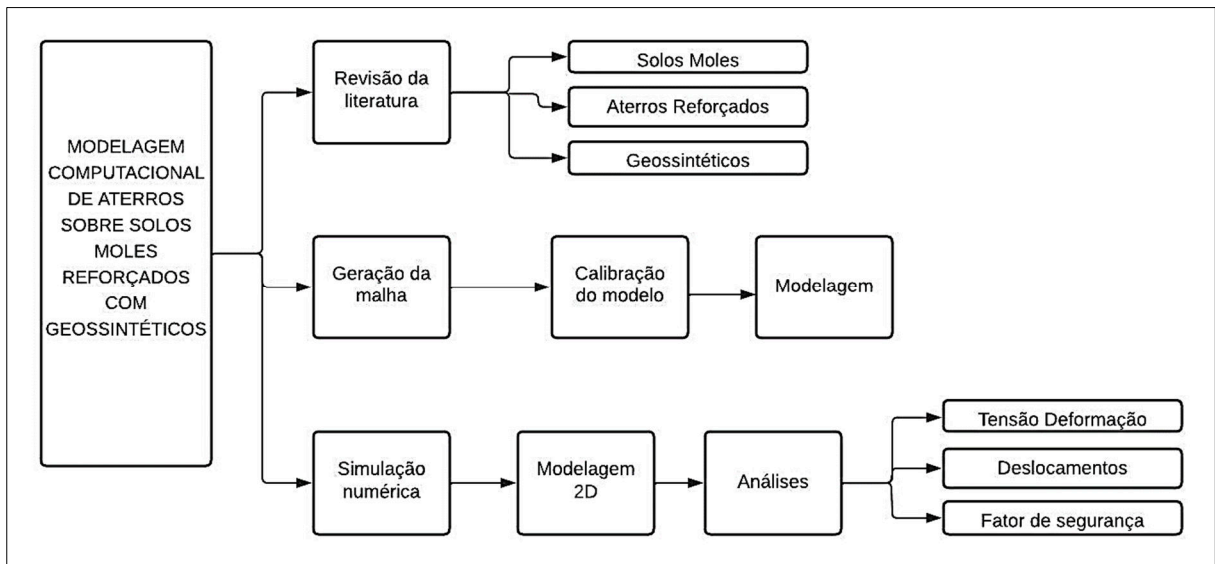 MODELAGEM
COMPUTACIONAL
DE ATERROS
SOBRE SOLOS
MOLES
REFORÇADOS
COM
GEOSSINTÉTICOS
Revisão da
literatura
Solos Moles
Aterros Reforçados
Geossintéticos
Geração da
malha
Calibração
do modelo
Modelagem
Simulação
numérica
Modelagem
2D
Análises
Tensão Deformação
Deslocamentos
Fator de segurança